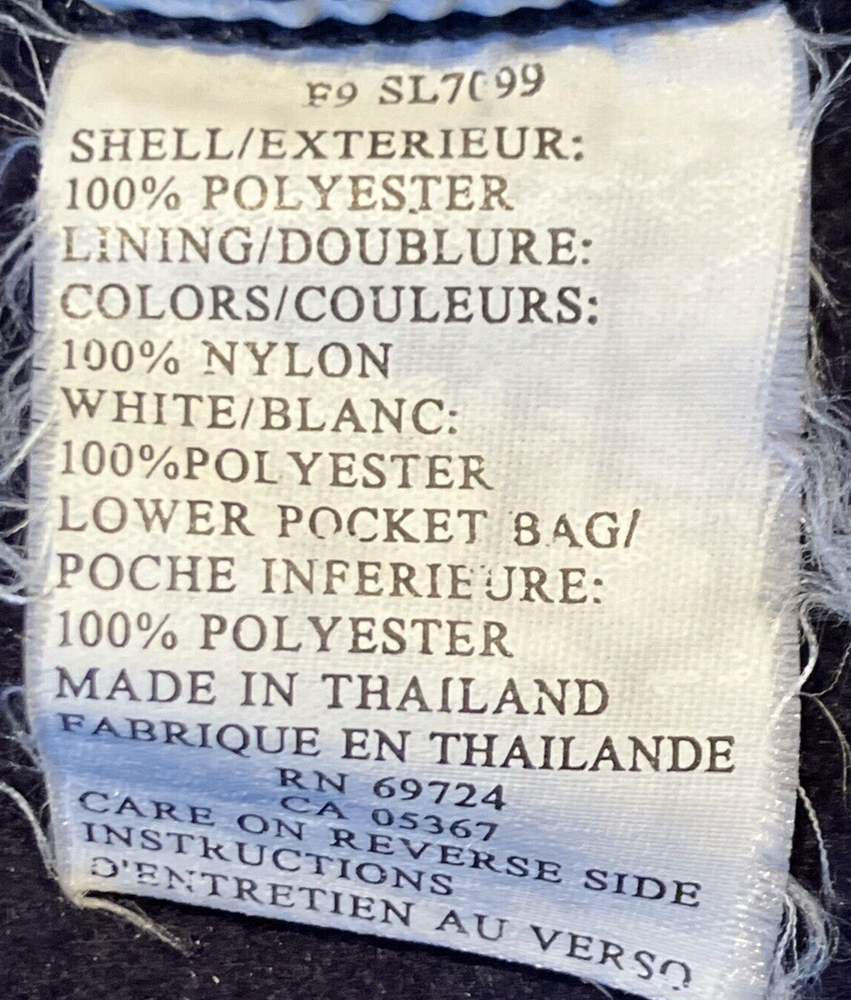 F9 SL7099
SHELL/EXTERIEUR:
100% POLYESTER
LINING/DOUBLURE:
COLORS/COULEURS:
100% NYLON
WHITE/BLANC:
100%POLYESTER
LOWER POCKET BAG/
POCHE INFERIEURE:
100% POLYESTER
MADE IN THAILAND
FABRIQUE EN THAILANDE
RN 69724
CA 05367
CARE ON REVERSE SIDE
INSTRUCTIONS
D'ENTRETIEN AU VERSO